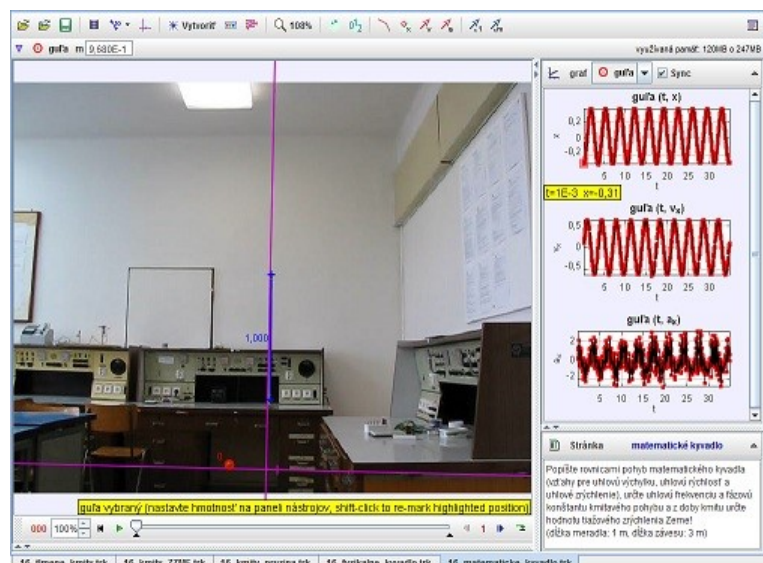 Vytvoriť 108%
guľa m 9,680E-1 využívaná pamäť: 120MB o 247MB
graf guľa Sync
guľa (t, x)
0,2
0
-0,2
x
5 10 15 20 25 30
t
t=1E-3 x=-0,31
guľa (t, vₓ)
0,5
0
-0,5
vₓ
5 10 15 20 25 30
t
guľa (t, aₓ)
2
0
-2
aₓ
5 10 15 20 25 30
t
1,000
0
guľa vybraný (nastavte hmotnosť na paneli nástrojov, shift-click to re-mark highlighted position)
000 100% 1
Stránka matematické kyvadlo
Popíšte rovnicami pohyb matematického kyvadla
(vzťahy pre uhlovú výchylku, uhlovú rýchlosť a
uhlové zrýchlenie), určte uhlovú frekvenciu a fázovú
konštantu kmitavého pohybu a z doby kmitu určte
hodnotu tiažového zrýchlenia Zeme!
(dĺžka meradla: 1 m, dĺžka závesu: 3 m)